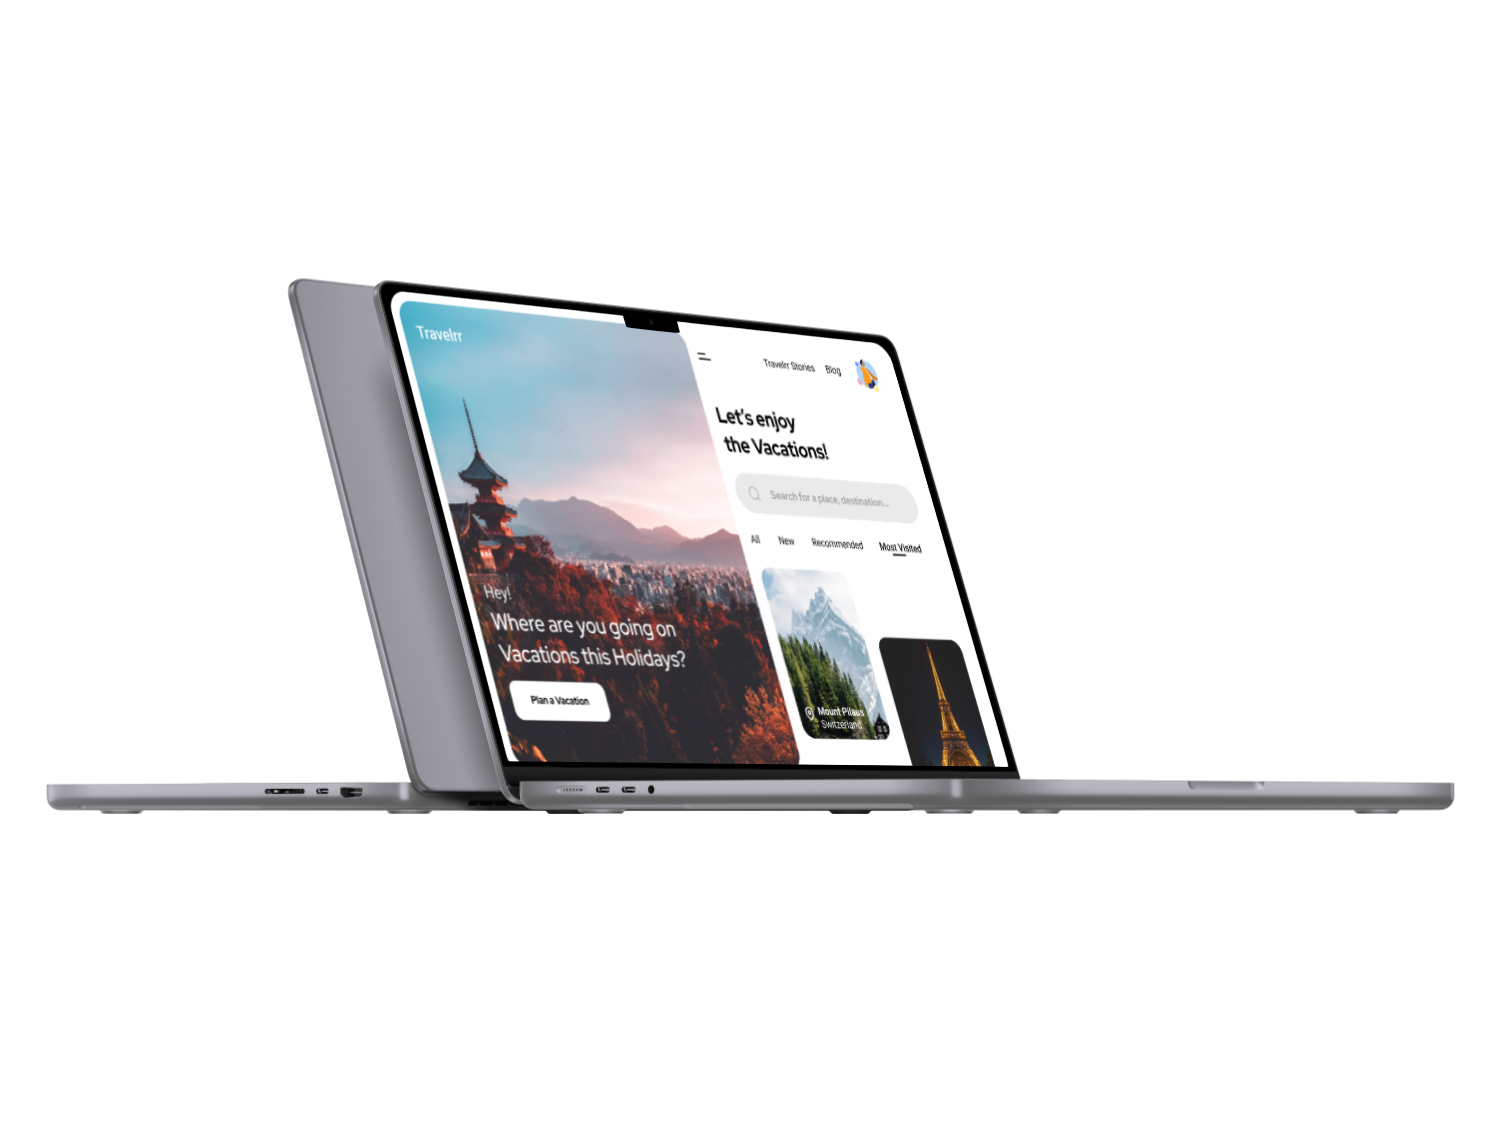 Travelrr
Hey!
Where are you going on
Vacations this Holidays?
Plan a Vacation
Travelrr Stories Blog
Let's enjoy
the Vacations!
Search for a place, destination...
All New Recommended Most Visited
Mount Pilaus
Switzerland